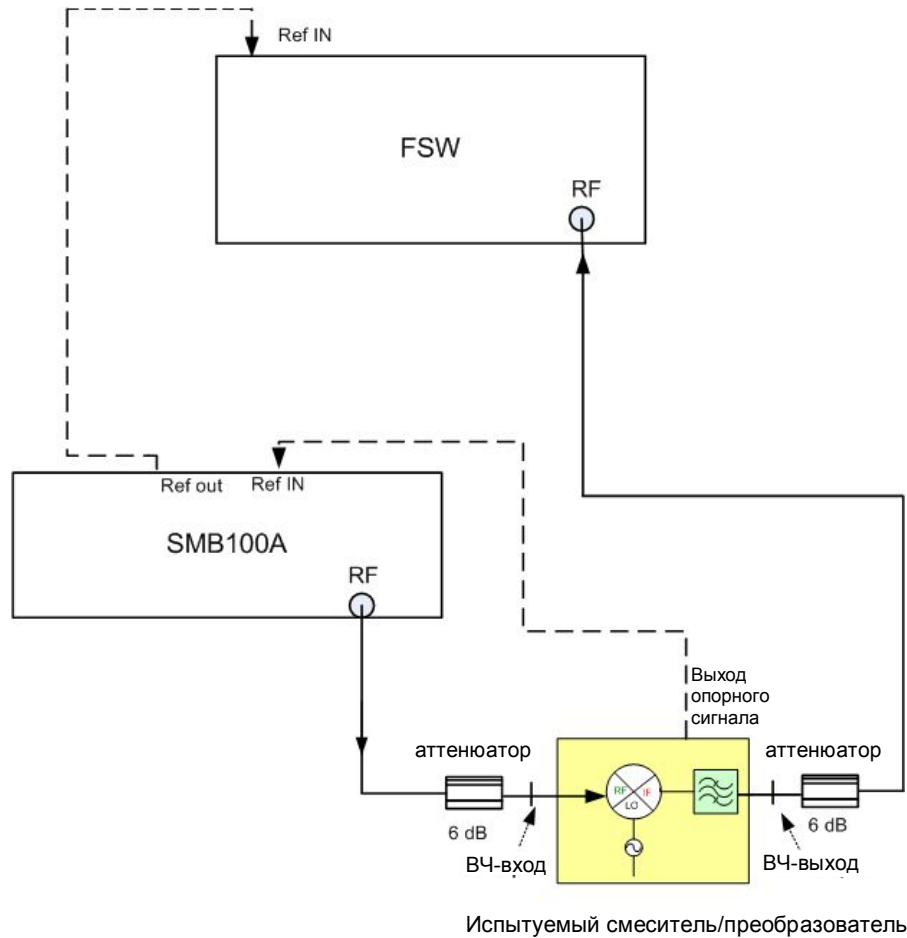 Ref IN
FSW
RF
Ref out
Ref IN
SMB100A
RF
Выход
опорного
сигнала
аттенюатор
аттенюатор
RF
IF
LO
6 dB
6 dB
ВЧ-вход
ВЧ-выход
Испытуемый смеситель/преобразователь